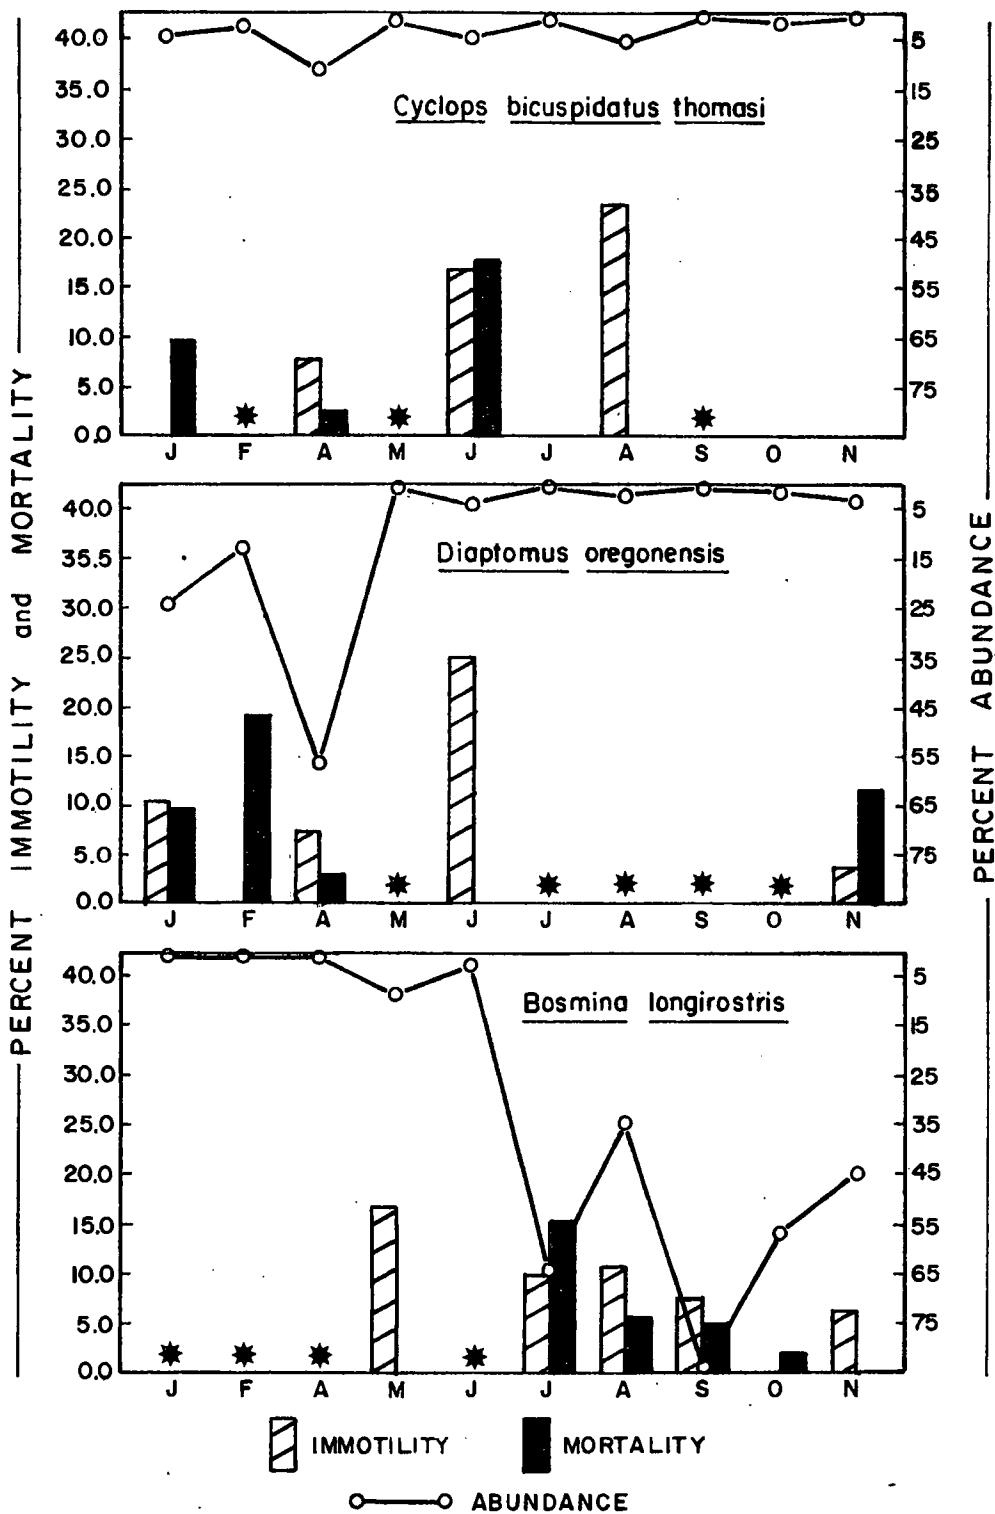 PERCENT IMMOTILITY and MORTALITY
PERCENT ABUNDANCE
Cyclops bicuspidatus thomasi
40.0 5
35.0 15
30.0 25
25.0 35
20.0 45
15.0 55
10.0 65
5.0 75
0.0
J F A M J J A S O N
Diaptomus oregonensis
40.0 5
35.5 15
30.0 25
25.0 35
20.0 45
15.0 55
10.0 65
5.0 75
0.0
J F A M J J A S O N
Bosmina longirostris
40.0 5
35.0 15
30.0 25
25.0 35
20.0 45
15.0 55
10.0 65
5.0 75
0.0
J F A M J J A S O N
IMMOTILITY MORTALITY
ABUNDANCE